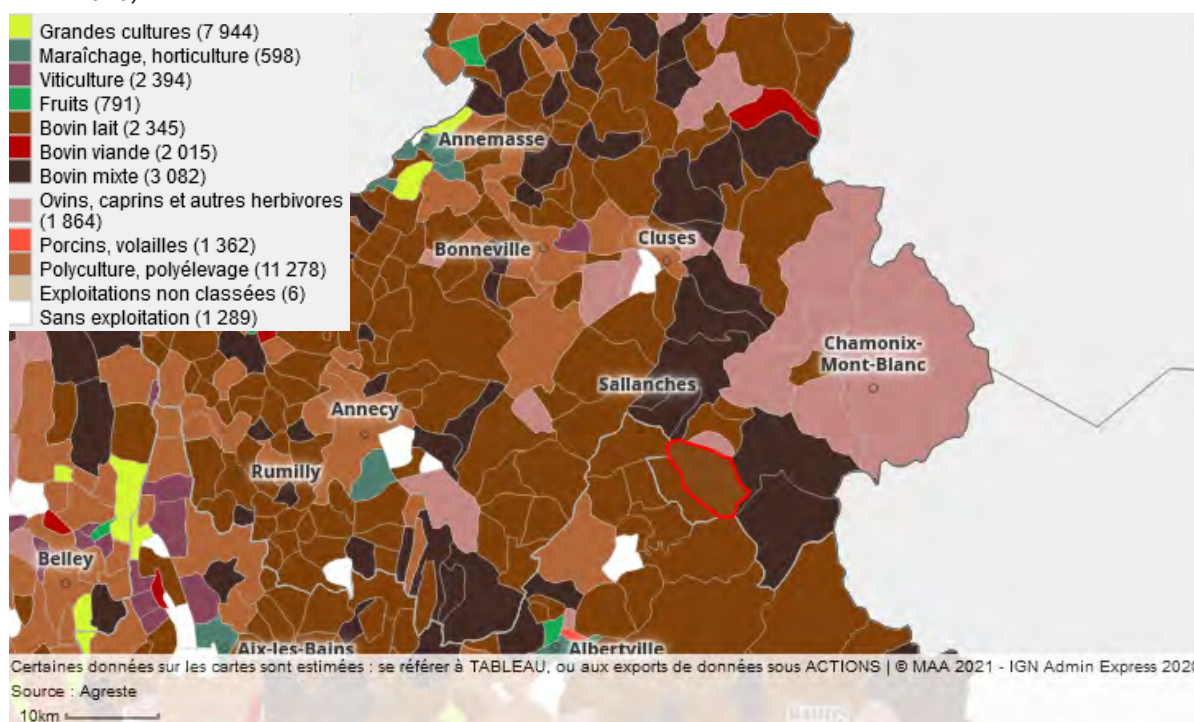 Grandes cultures (7 944)
Maraîchage, horticulture (598)
Viticulture (2 394)
Fruits (791)
Bovin lait (2 345)
Bovin viande (2 015)
Bovin mixte (3 082)
Ovins, caprins et autres herbivores
(1 864)
Porcins, volailles (1 362)
Polyculture, polyélevage (11 278)
Exploitations non classées (6)
Sans exploitation (1 289)
Annemasse
Bonneville
Cluses
Chamonix-
Mont-Blanc
Sallanches
Annecy
Rumilly
Belley
Aix-les-Bains
Albertville
Certaines données sur les cartes sont estimées : se référer à TABLEAU, ou aux exports de données sous ACTIONS | © MAA 2021 - IGN Admin Express 2020
Source : Agreste
10km